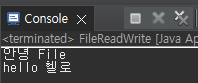 Console
<terminated> FileReadWrite [Java Ap
안녕 File
hello 헬로